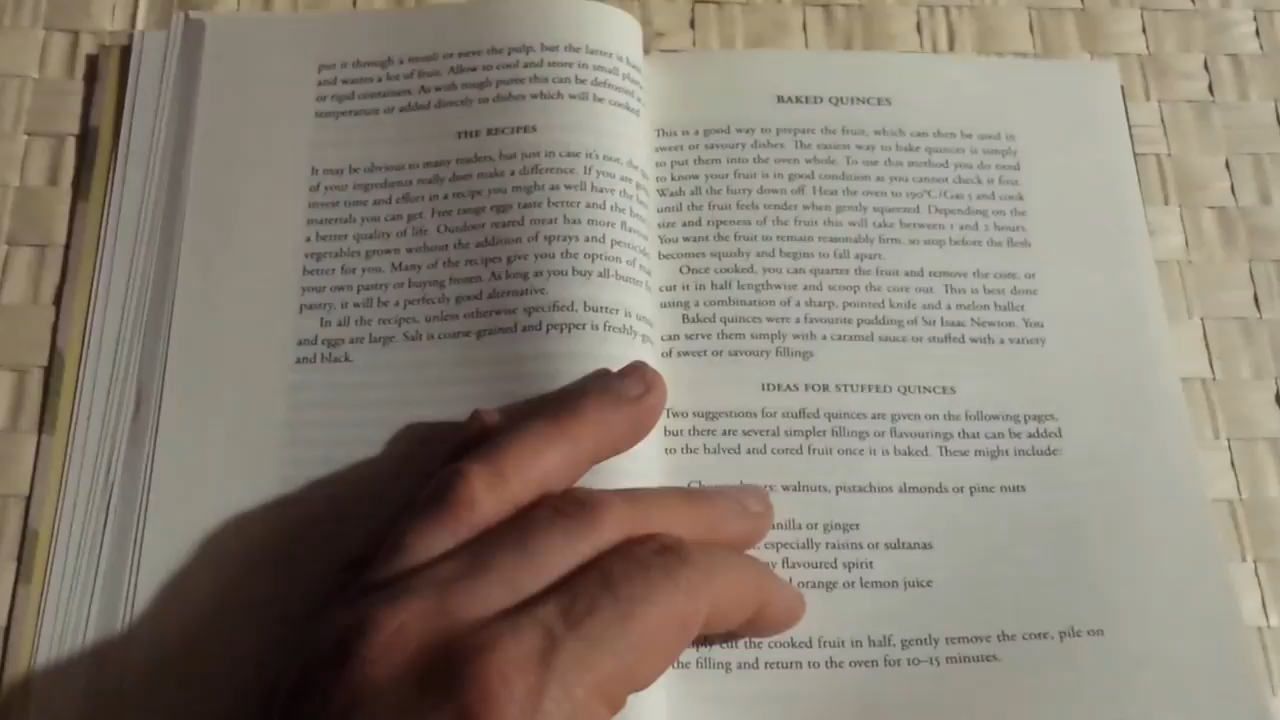 put it through a mouli or sieve the pulp, but the latter is hard
and wastes a lot of fruit. Allow to cool and store in small plastic
or rigid containers. As with rough puree this can be defrosted at
temperature or added directly to dishes which will be cooked
THE RECIPES
It may be obvious to many readers, but just in case it's not, the
of your ingredients really does make a difference. If you are going
invest time and effort in a recipe you might as well have the best
materials you can get. Free range eggs taste better and the
a better quality of life. Outdoor reared meat has more flavour
vegetables grown without the addition of sprays and pesticides
better for you. Many of the recipes give you the option of
your own pastry or buying frozen. As long as you buy all-butter
pastry, it will be a perfectly good alternative.
In all the recipes, unless otherwise specified, butter is
and eggs are large. Salt is coarse-grained and pepper is freshly
and black.
BAKED QUINCES
This is a good way to prepare the fruit, which can then be used in
sweet or savoury dishes. The easiest way to bake quinces is simply
to put them into the oven whole. To use this method you do need
to know your fruit is in good condition as you cannot check it first.
Wash all the furry down off. Heat the oven to 190°C/Gas 5 and cook
until the fruit feels tender when gently squeezed. Depending on the
size and ripeness of the fruit this will take between 1 and 2 hours.
You want the fruit to remain reasonably firm, so stop before the flesh
becomes squashy and begins to fall apart.
Once cooked, you can quarter the fruit and remove the core, or
cut it in half lengthwise and scoop the core out. This is best done
using a combination of a sharp, pointed knife and a melon baller.
Baked quinces were a favourite pudding of Sir Isaac Newton. You
can serve them simply with a caramel sauce or stuffed with a variety
of sweet or savoury fillings.
IDEAS FOR STUFFED QUINCES
Two suggestions for stuffed quinces are given on the following pages,
but there are several simpler fillings or flavourings that can be added
to the halved and cored fruit once it is baked. These might include:
walnuts, pistachios almonds or pine nuts
vanilla or ginger
especially raisins or sultanas
flavoured spirit
orange or lemon juice
cut the cooked fruit in half, gently remove the core, pile on
the filling and return to the oven for 10–15 minutes.